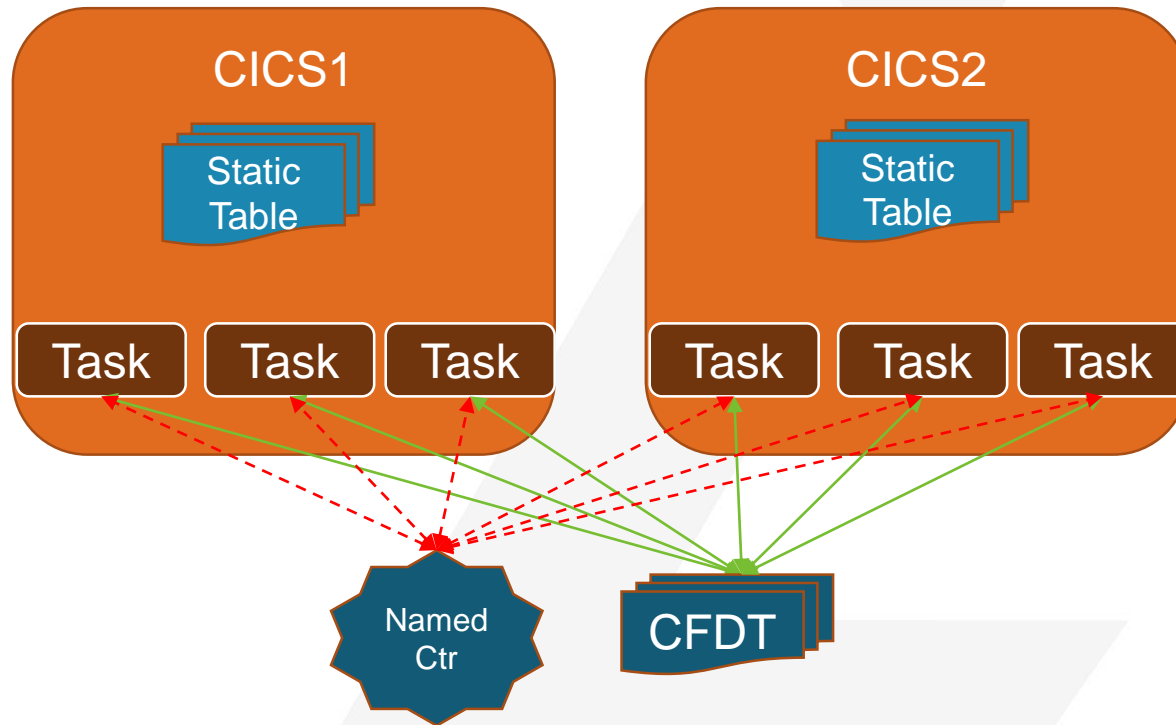 CICS1
CICS2
Static
Table
Static
Table
Task
Task
Task
Task
Task
Task
Named
Ctr
CFDT